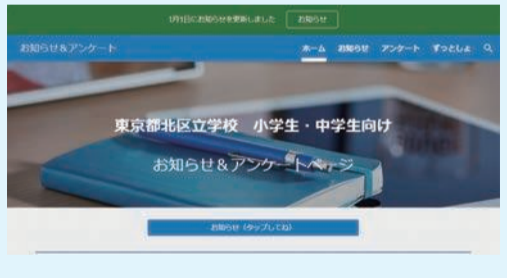 1月1日にお知らせを更新しました
お知らせ
お知らせ&アンケート
ホーム
お知らせ
アンケート
ずっとしょ
東京都北区立学校 小学生・中学生向け
お知らせ&アンケートページ
お知らせ(タップしてね)